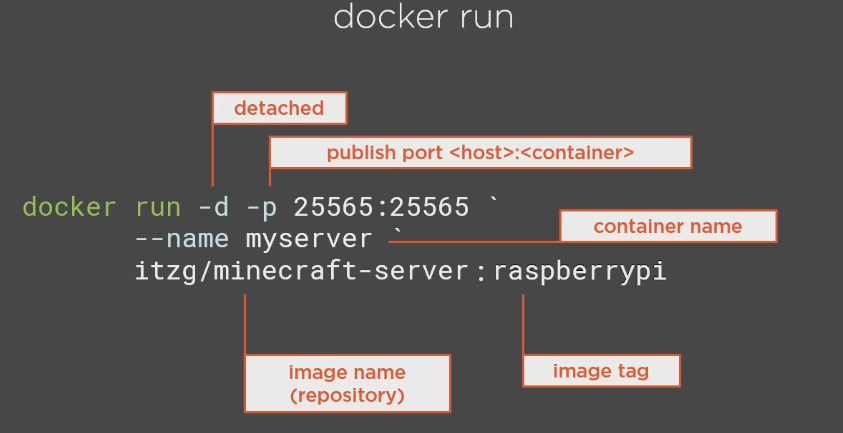 docker run
detached
publish port <host>:<container>
docker run -d -p 25565:25565 `
container name
--name myserver `
itzg/minecraft-server:raspberrypi
image name
(repository)
image tag